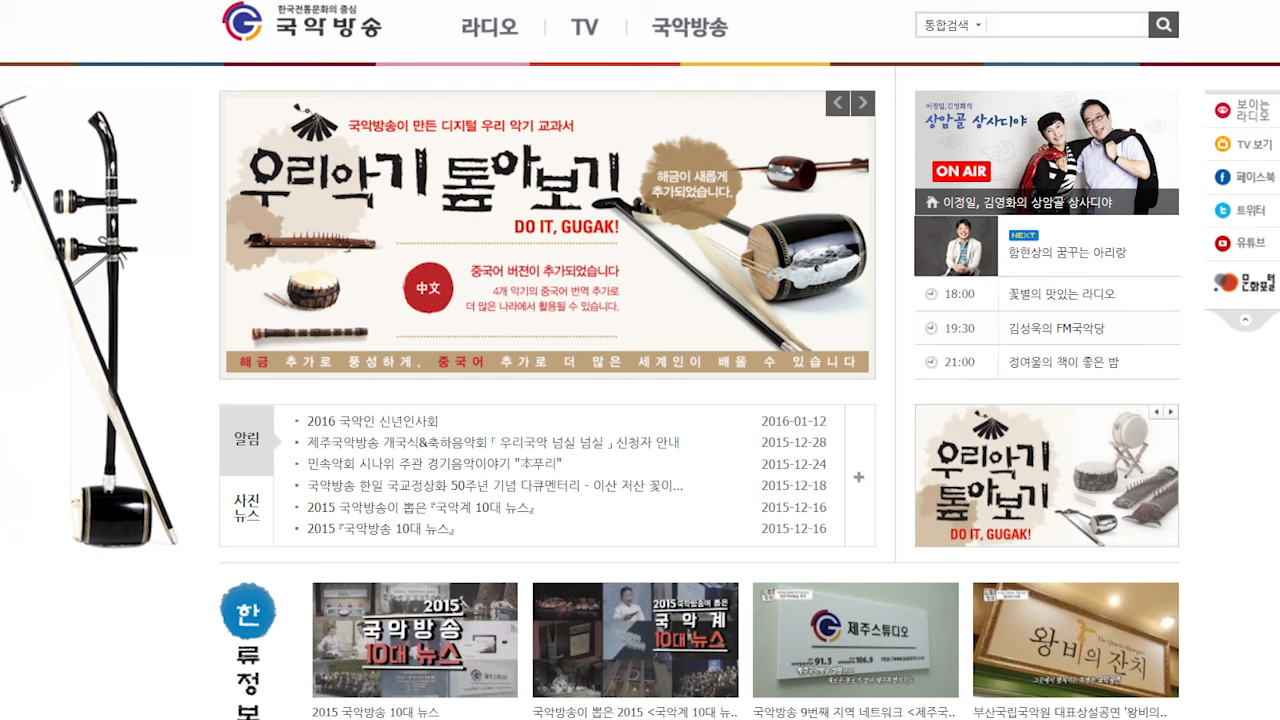 한국전통문화의 중심
국악방송
라디오
TV
국악방송
통합검색
국악방송이 만든 디지털 우리 악기 교과서
우리악기 톺아보기
해금이 새롭게
추가되었습니다.
DO IT, GUGAK!
中文
중국어 버젼이 추가되었습니다
4개 악기의 중국어 번역 추가로
더 많은 나라에서 활용될 수 있습니다.
해금 추가로 풍성하게, 중국어 추가로 더 많은 세계인이 배울 수 있습니다
이정일, 김영화의
상암골 상사디야
ON AIR
이정일, 김영화의 상암골 상사디야
NEXT
함현상의 꿈꾸는 아리랑
18:00 꽃별의 맛있는 라디오
19:30 김성욱의 FM국악당
21:00 정여울의 책이 좋은 밤
보이는
라디오
TV 보기
페이스북
트위터
유튜브
문화포털
알림
사진
뉴스
2016 국악인 신년인사회 2016-01-12
제주국악방송 개국식&축하음악회 「 우리국악 넘실 넘실 」 신청자 안내 2015-12-28
민속악회 시나위 주관 경기음악이야기 "本푸리" 2015-12-24
국악방송 한일 국교정상화 50주년 기념 다큐멘터리 - 이산 저산 꽃이... 2015-12-18
2015 국악방송이 뽑은 『국악계 10대 뉴스』 2015-12-16
2015 『국악방송 10대 뉴스』 2015-12-16
우리악기
톺아보기
DO IT, GUGAK!
한
류
정
보
2015
국악방송
10대 뉴스
2015 국악방송이 뽑은
국악계
10대 뉴스
제주스튜디오
91.3
106.9
왕비의 잔치
The Queen's Banquet
2015 국악방송 10대 뉴스
국악방송이 뽑은 2015 <국악계 10대 뉴..
국악방송 9번째 지역 네트워크 <제주국..
부산국립국악원 대표상설공연 '왕비의..